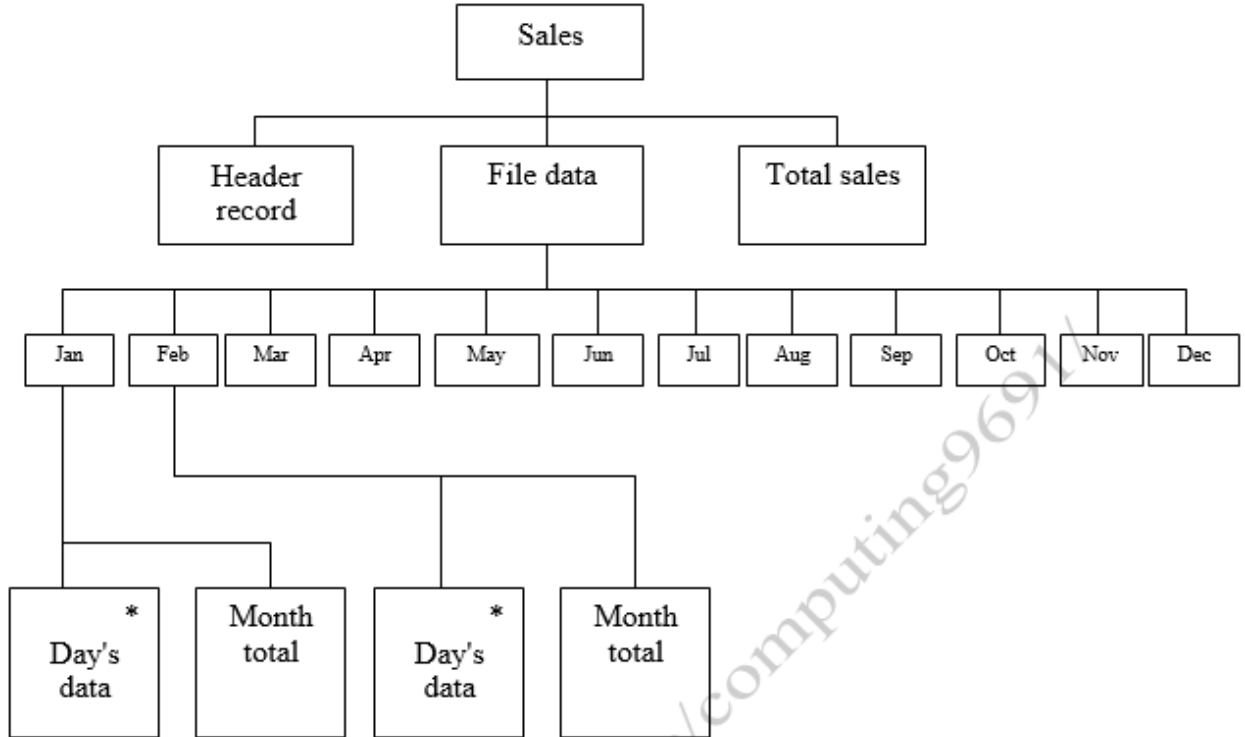 Sales
Header
record
File data
Total sales
Jan Feb Mar Apr May Jun Jul Aug Sep Oct Nov Dec
* Month * Month
Day's total Day's total
data data
/computing9691/